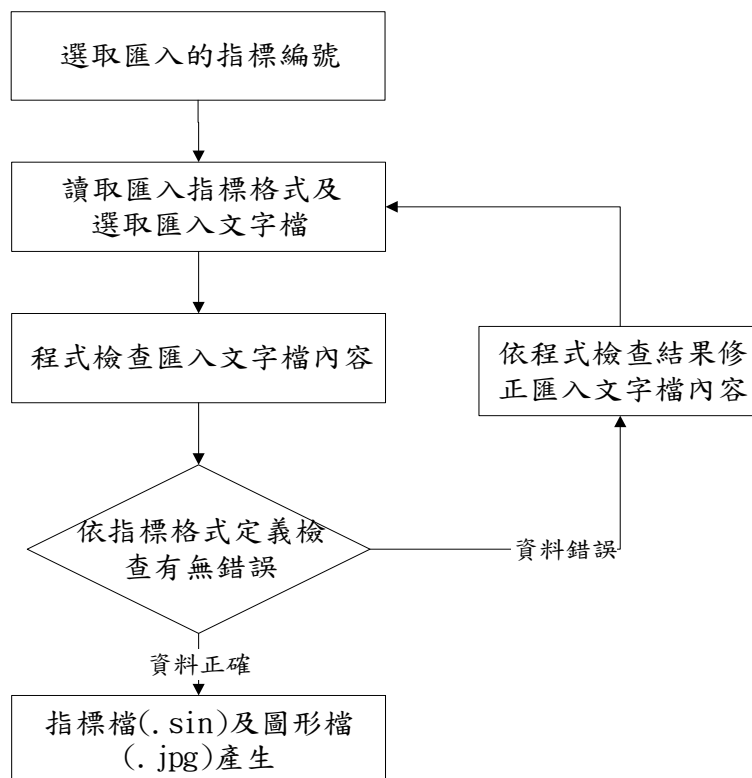 選取匯入的指標編號
讀取匯入指標格式及
選取匯入文字檔
程式檢查匯入文字檔內容
依程式檢查結果修
正匯入文字檔內容
依指標格式定義檢
查有無錯誤
資料錯誤
資料正確
指標檔(.sin)及圖形檔
(.jpg)產生